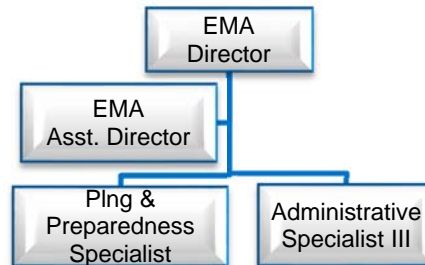 EMA
Director
EMA
Asst. Director
Plng &
Preparedness
Specialist
Administrative
Specialist III